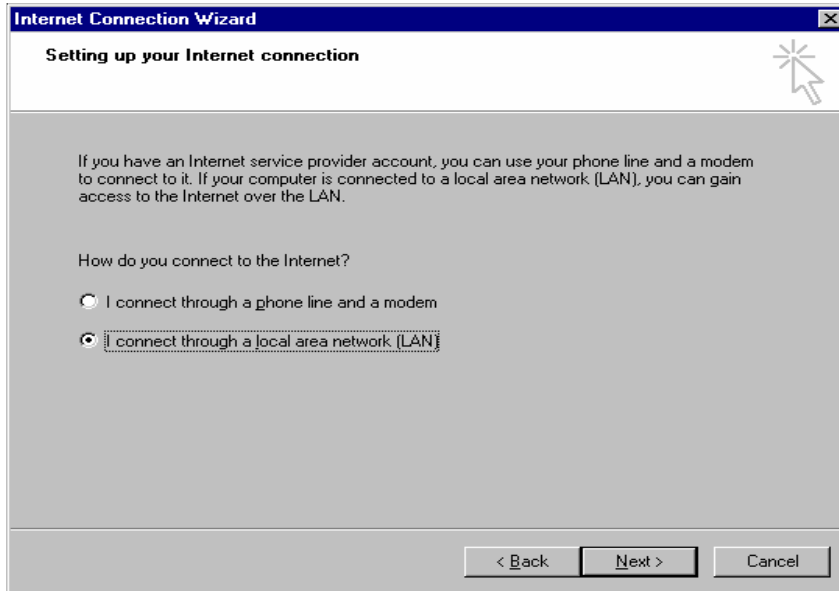 Internet Connection Wizard
Setting up your Internet connection
If you have an Internet service provider account, you can use your phone line and a modem
to connect to it. If your computer is connected to a local area network (LAN), you can gain
access to the Internet over the LAN.
How do you connect to the Internet?
I connect through a phone line and a modem
I connect through a local area network (LAN)
< Back
Next >
Cancel